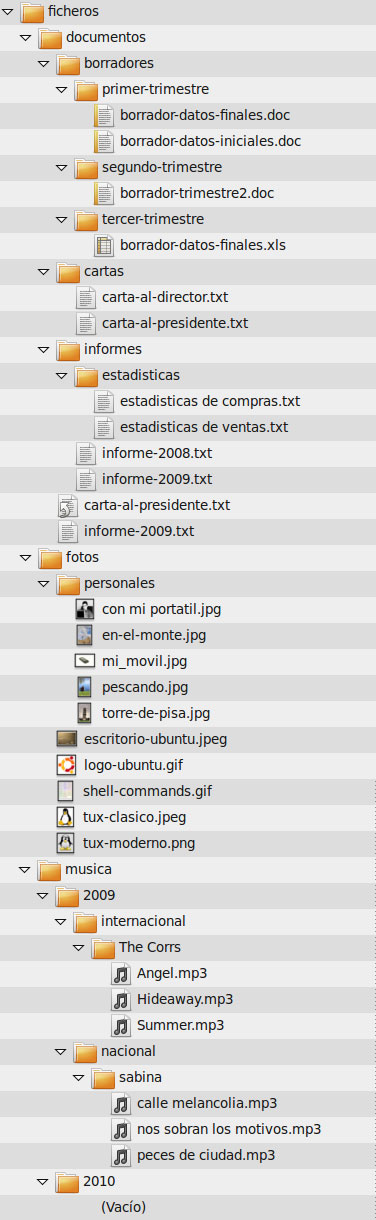 ficheros
documentos
borradores
primer-trimestre
borrador-datos-finales.doc
borrador-datos-iniciales.doc
segundo-trimestre
borrador-trimestre2.doc
tercer-trimestre
borrador-datos-finales.xls
cartas
carta-al-director.txt
carta-al-presidente.txt
informes
estadisticas
estadisticas de compras.txt
estadisticas de ventas.txt
informe-2008.txt
informe-2009.txt
carta-al-presidente.txt
informe-2009.txt
fotos
personales
con mi portatil.jpg
en-el-monte.jpg
mi_movil.jpg
pescando.jpg
torre-de-pisa.jpg
escritorio-ubuntu.jpeg
logo-ubuntu.gif
shell-commands.gif
tux-clasico.jpeg
tux-moderno.png
musica
2009
internacional
The Corrs
Angel.mp3
Hideaway.mp3
Summer.mp3
nacional
sabina
calle melancolia.mp3
nos sobran los motivos.mp3
peces de ciudad.mp3
2010
(Vacío)